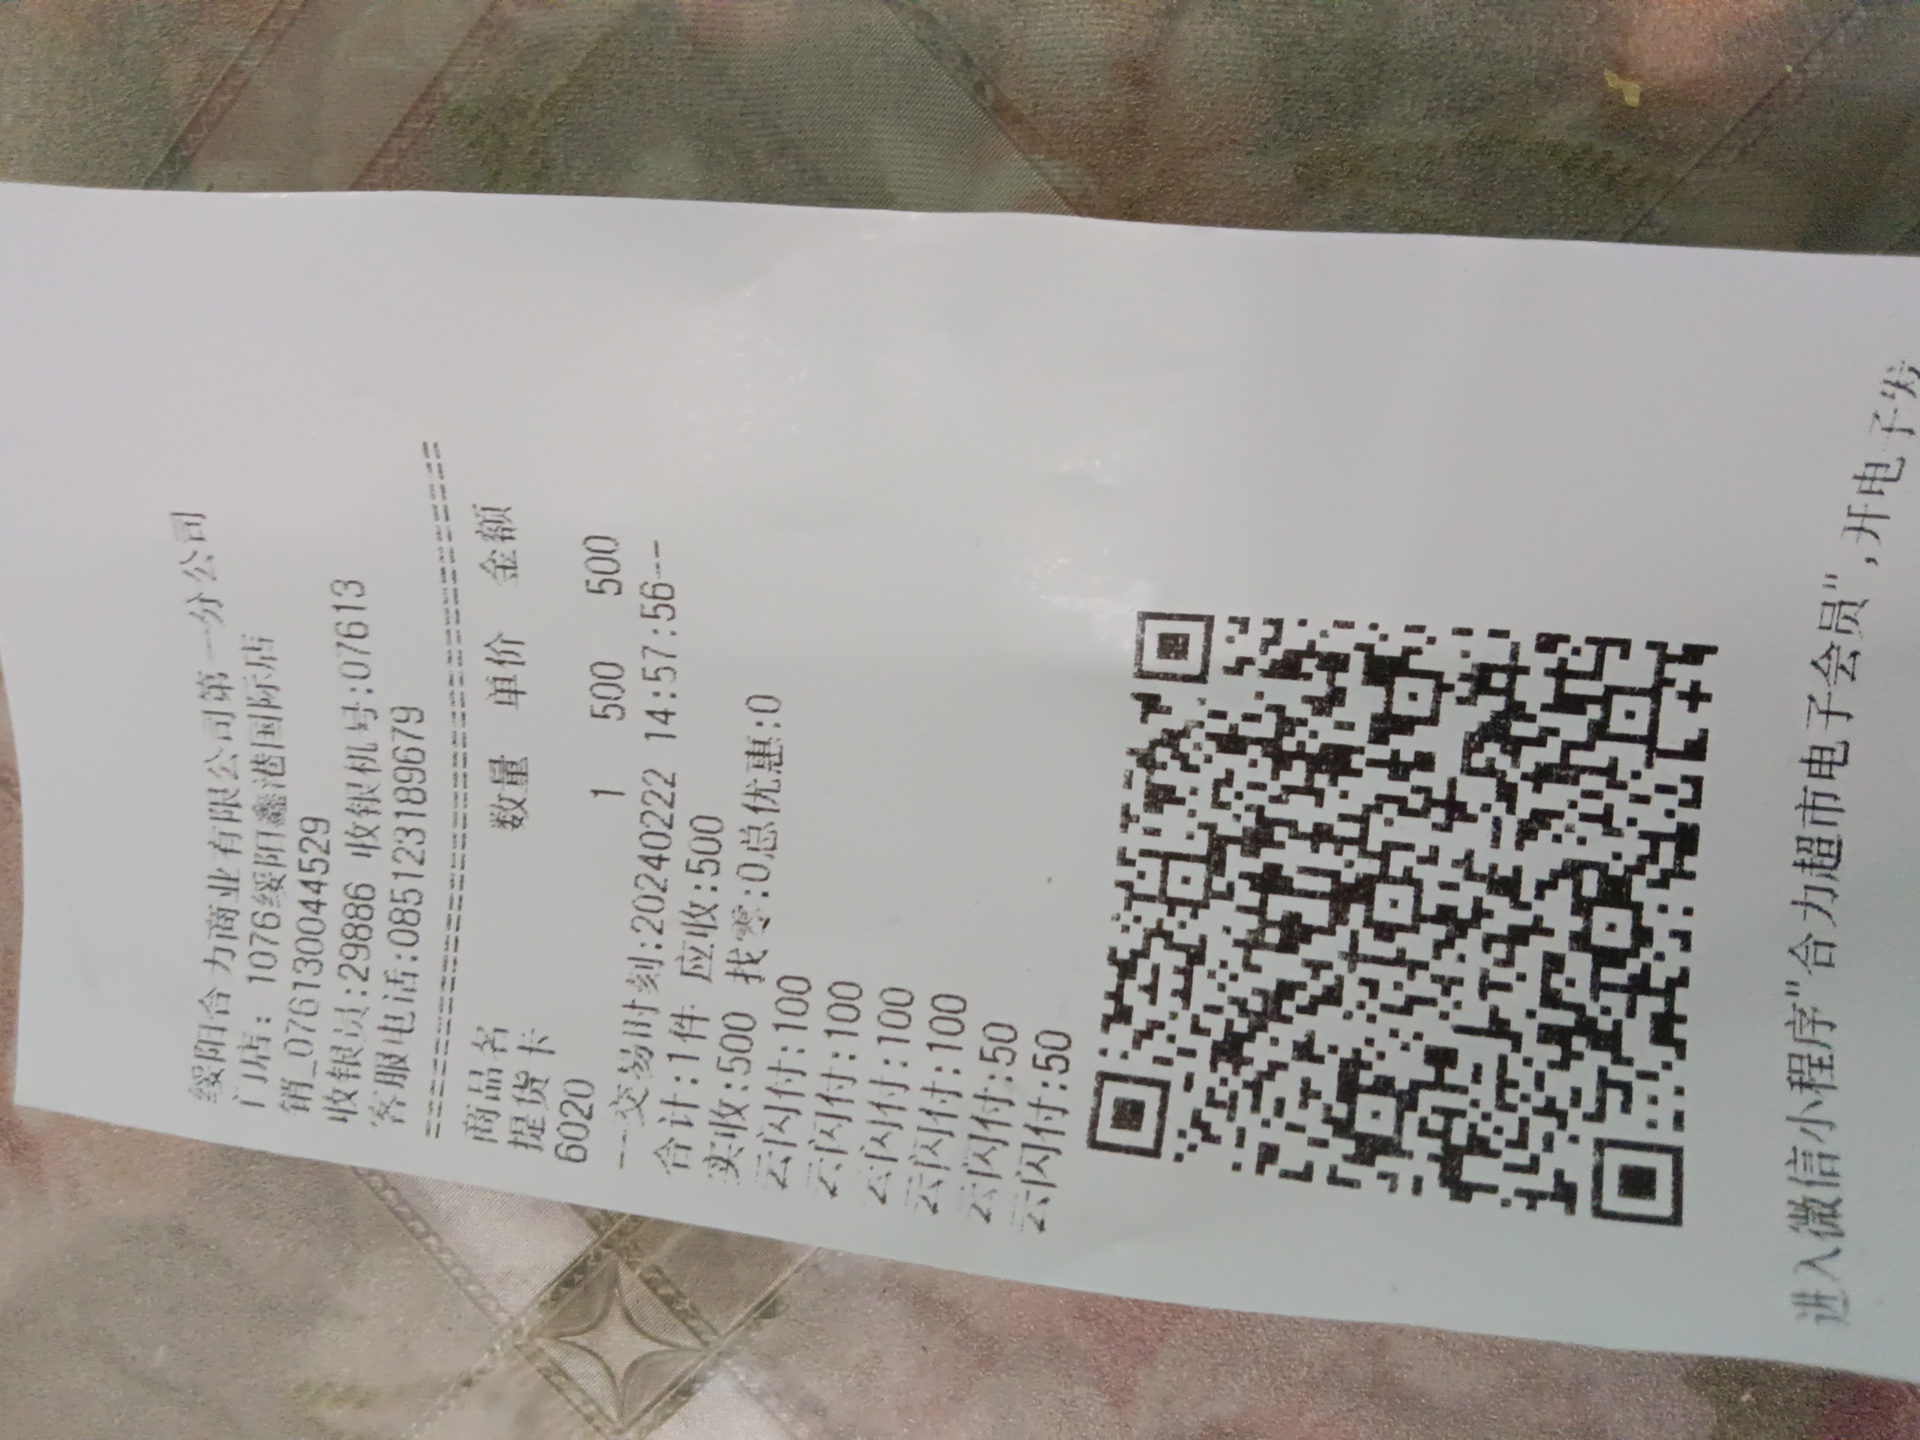 绥阳合力商业有限公司第一分公司
门店：1076绥阳鑫港国际店
销_0761300044529
收银员:29886 收银机号:07613
客服电话:085123189679
商品名 数量 单价 金额
提货卡
6020 1 500 500
---交易时刻:20240222 14:57:56---
合计:1件 应收:500
实收:500 找零:0总优惠:0
云闪付:100
云闪付:100
云闪付:100
云闪付:100
云闪付:50
云闪付:50
进入微信小程序"合力超市电子会员",开电子发